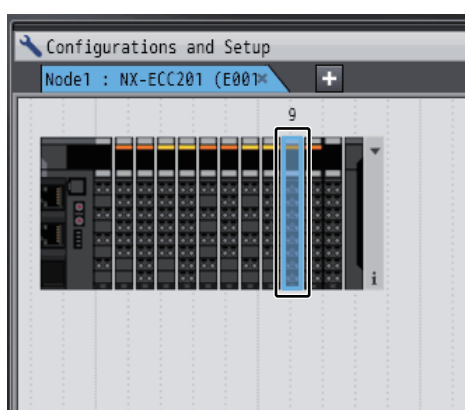 Configurations and Setup
Node1 : NX-ECC201 (E001
9
i